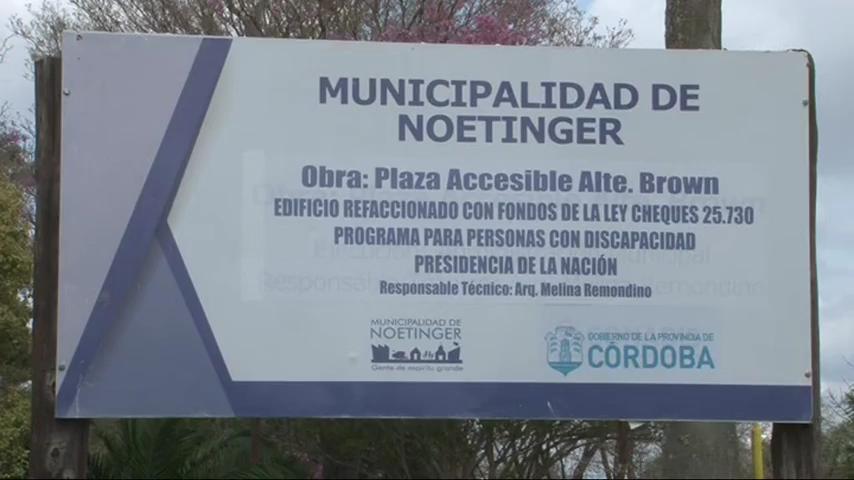 MUNICIPALIDAD DE
NOETINGER
Obra: Plaza Accesible Alte. Brown
EDIFICIO REFACCIONADO CON FONDOS DE LA LEY CHEQUES 25.730
PROGRAMA PARA PERSONAS CON DISCAPACIDAD
PRESIDENCIA DE LA NACIÓN
Responsable Técnico: Arq. Melina Remondino
MUNICIPALIDAD DE
NOETINGER
Gente de espíritu grande
GOBIERNO DE LA PROVINCIA DE
CÓRDOBA